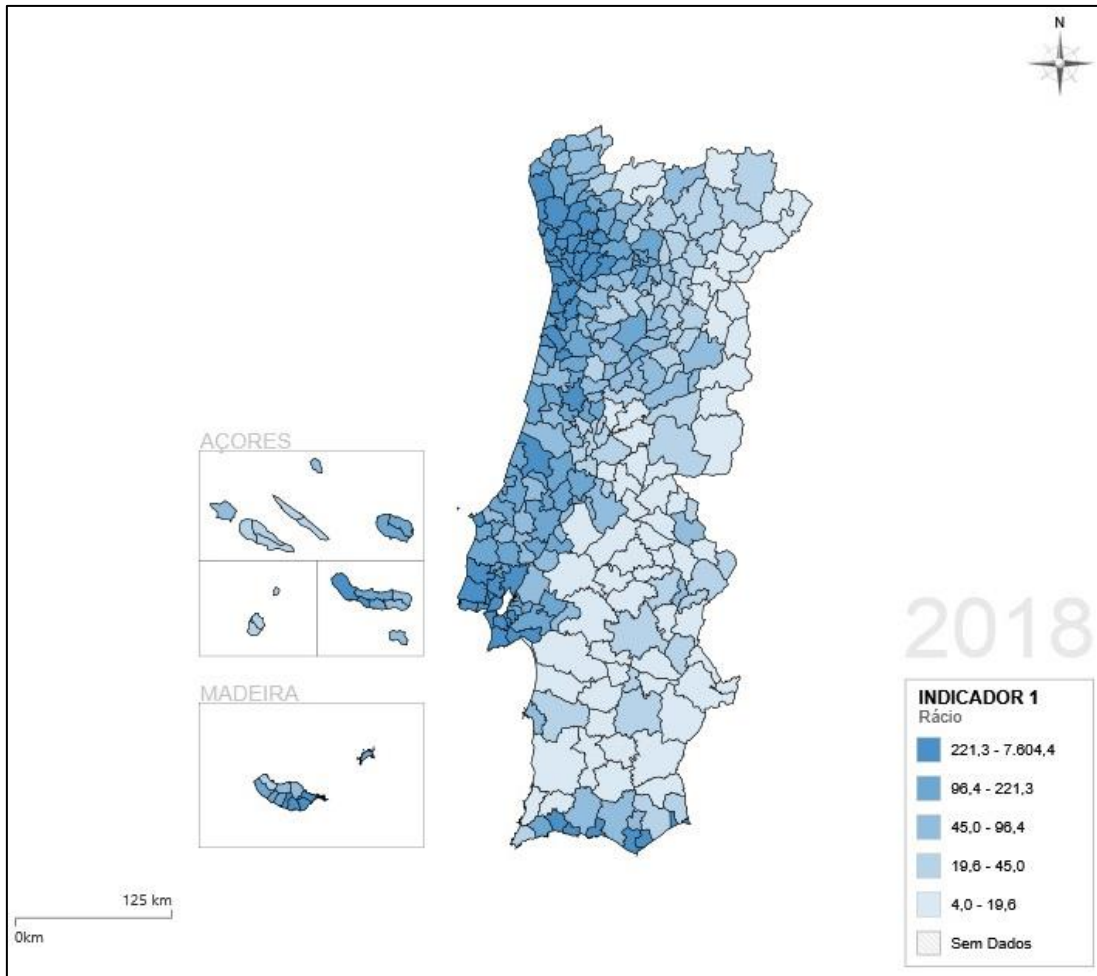 N
AÇORES
MADEIRA
2018
INDICADOR 1
Rácio
221,3 - 7.604,4
96,4 - 221,3
45,0 - 96,4
19,6 - 45,0
4,0 - 19,6
Sem Dados
125 km
0km